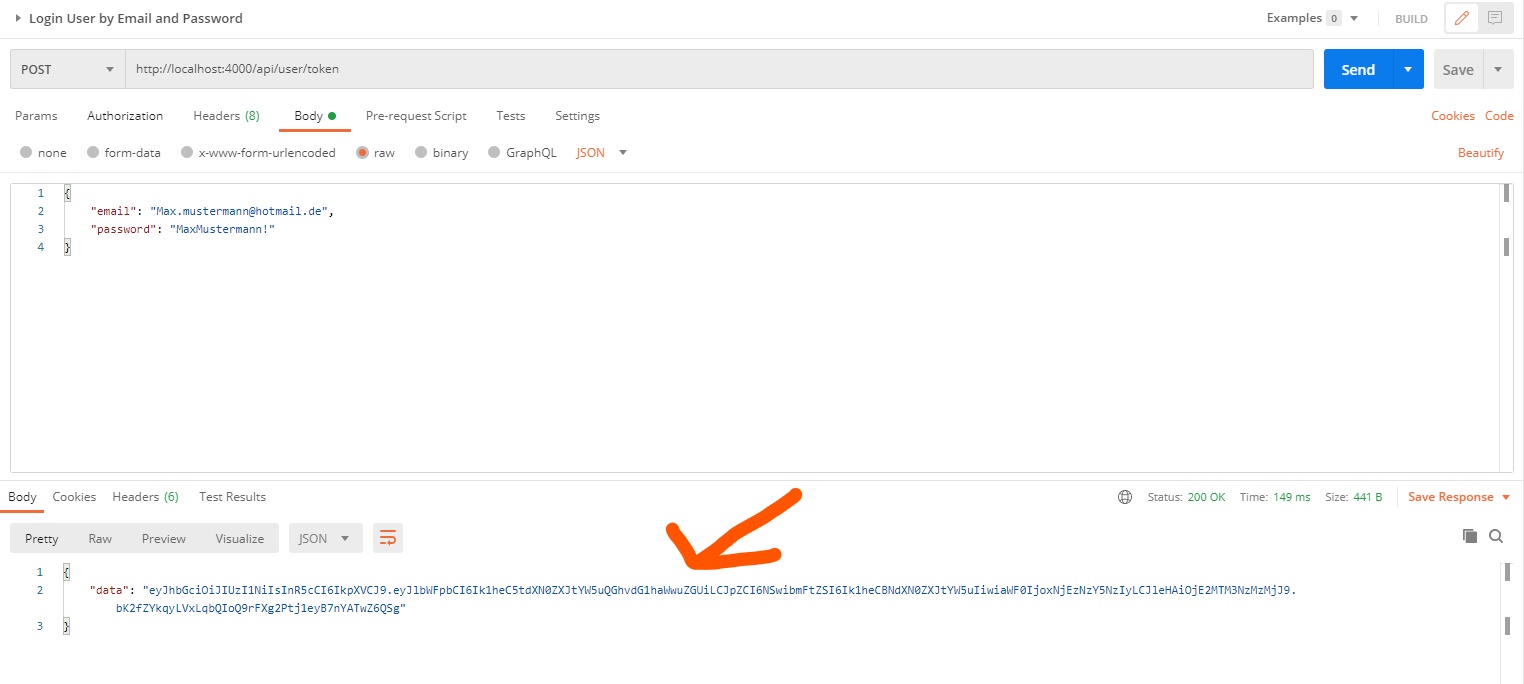 Login User by Email and Password
Examples 0 BUILD
POST http://localhost:4000/api/user/token Send Save
Params Authorization Headers (8) Body Pre-request Script Tests Settings Cookies Code
none form-data x-www-form-urlencoded raw binary GraphQL JSON Beautify
1 {
2 "email": "Max.mustermann@hotmail.de",
3 "password": "MaxMustermann!"
4 }
Body Cookies Headers (6) Test Results Status: 200 OK Time: 149 ms Size: 441 B Save Response
Pretty Raw Preview Visualize JSON
1 {
2 "data": "eyJhbGciOiJIUzI1NiIsInR5cCI6IkpXVCJ9.eyJlbWFpbCI6Ik1heC5tdXN0ZXJtYW5uQGhvdG1haWwuZGUiLCJpZCI6NSwibmFtZSI6Ik1heCBNdXN0ZXJtYW5uIiwiaWF0IjoxNjEzNzY5NzIyLCJleHAiOjE2MTM3NzMzMjJ9.
bK2fZYkqyLVxLqbQIoQ9rFXg2Ptj1eyB7nYATwZ6QSg"
3 }